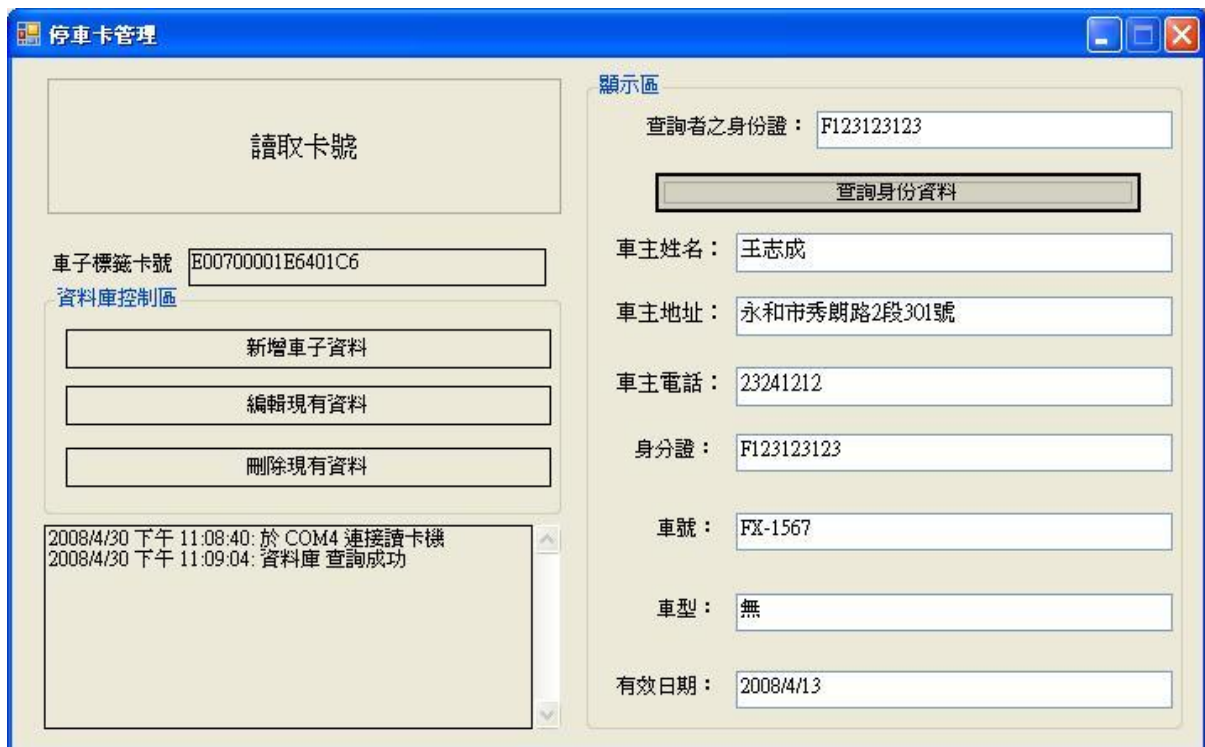 停車卡管理
讀取卡號
車子標籤卡號 E00700001E6401C6
資料庫控制區
新增車子資料
編輯現有資料
刪除現有資料
2008/4/30 下午 11:08:40: 於 COM4 連接讀卡機
2008/4/30 下午 11:09:04: 資料庫 查詢成功
顯示區
查詢者之身份證： F123123123
查詢身份資料
車主姓名： 王志成
車主地址： 永和市秀朗路2段301號
車主電話： 23241212
身分證： F123123123
車號： FX-1567
車型： 無
有效日期： 2008/4/13